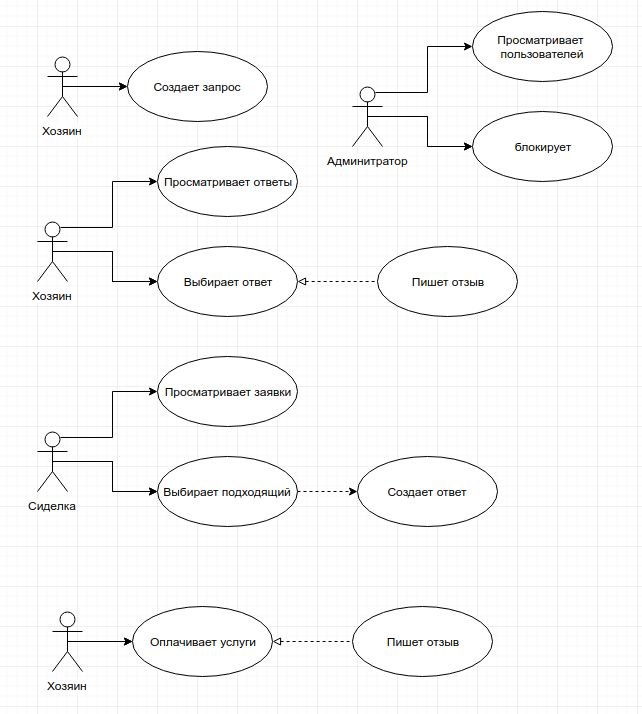 Просматривает
пользователей
Создает запрос
Хозяин
блокирует
Админитратор
Просматривает ответы
Выбирает ответ
Пишет отзыв
Хозяин
Просматривает заявки
Выбирает подходящий
Создает ответ
Сиделка
Оплачивает услуги
Пишет отзыв
Хозяин